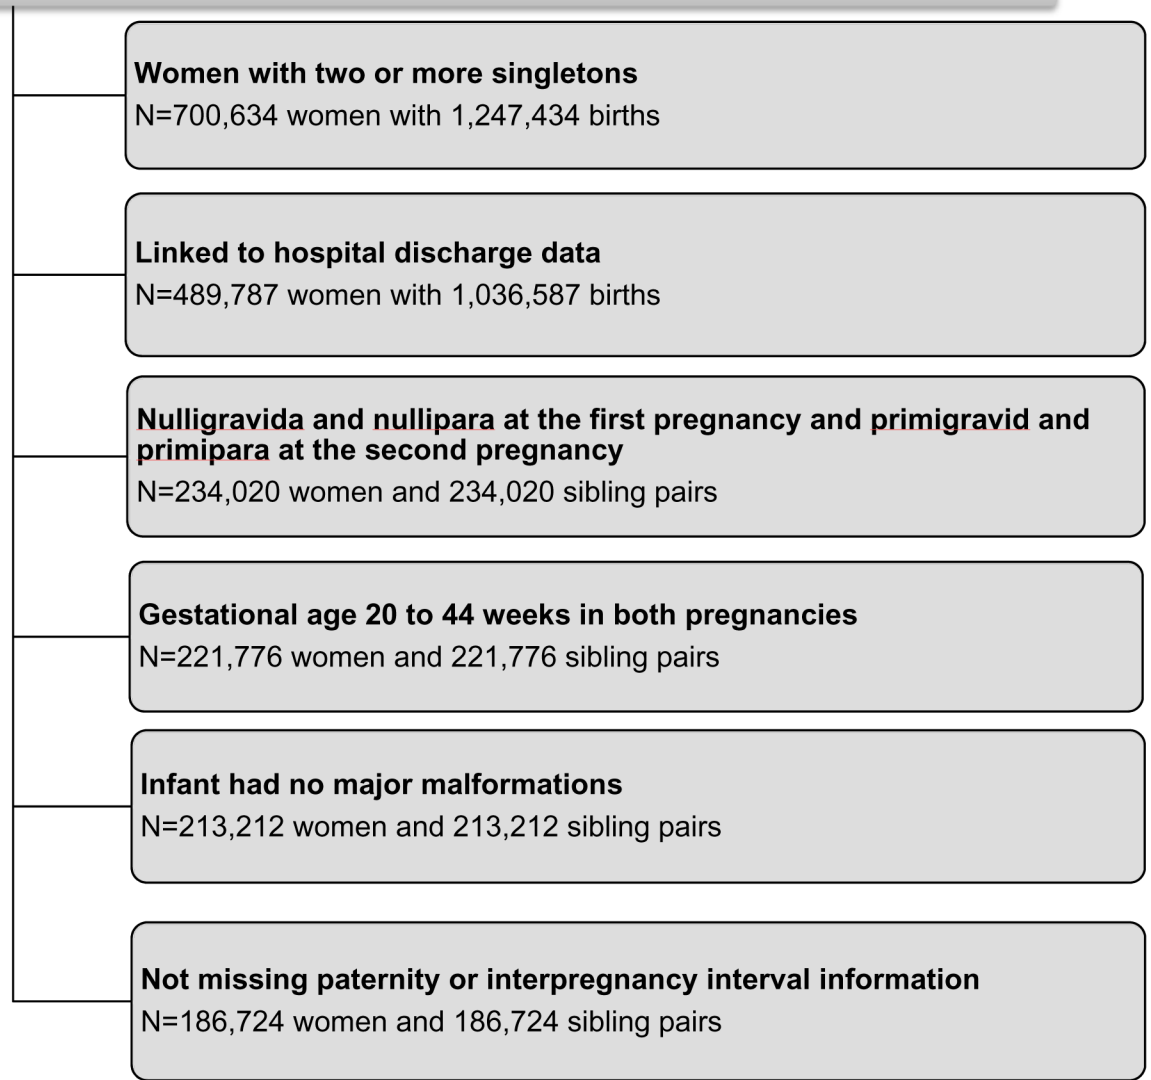 Women with two or more singletons
N=700,634 women with 1,247,434 births
Linked to hospital discharge data
N=489,787 women with 1,036,587 births
Nulligravida and nullipara at the first pregnancy and primigravid and
primipara at the second pregnancy
N=234,020 women and 234,020 sibling pairs
Gestational age 20 to 44 weeks in both pregnancies
N=221,776 women and 221,776 sibling pairs
Infant had no major malformations
N=213,212 women and 213,212 sibling pairs
Not missing paternity or interpregnancy interval information
N=186,724 women and 186,724 sibling pairs